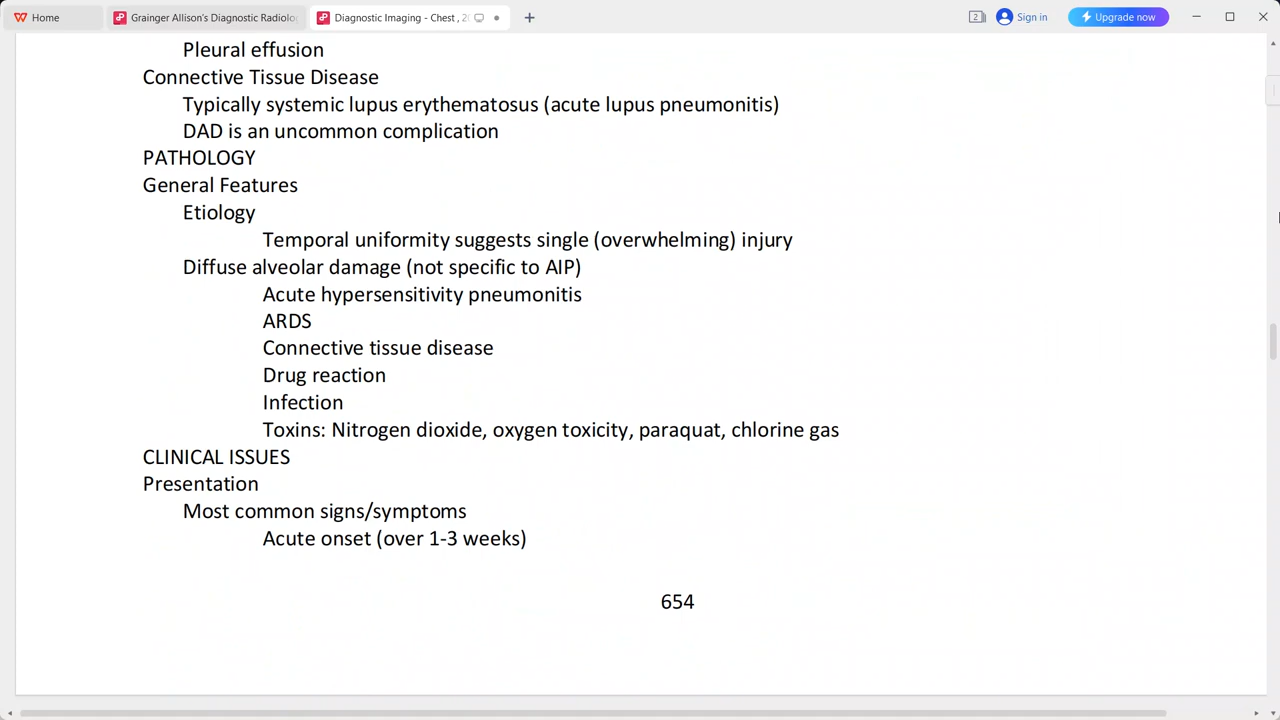 Home
Grainger Allison's Diagnostic Radiolo
Diagnostic Imaging - Chest , 20
2
Sign in
Upgrade now
Pleural effusion
Connective Tissue Disease
Typically systemic lupus erythematosus (acute lupus pneumonitis)
DAD is an uncommon complication
PATHOLOGY
General Features
Etiology
Temporal uniformity suggests single (overwhelming) injury
Diffuse alveolar damage (not specific to AIP)
Acute hypersensitivity pneumonitis
ARDS
Connective tissue disease
Drug reaction
Infection
Toxins: Nitrogen dioxide, oxygen toxicity, paraquat, chlorine gas
CLINICAL ISSUES
Presentation
Most common signs/symptoms
Acute onset (over 1-3 weeks)
654